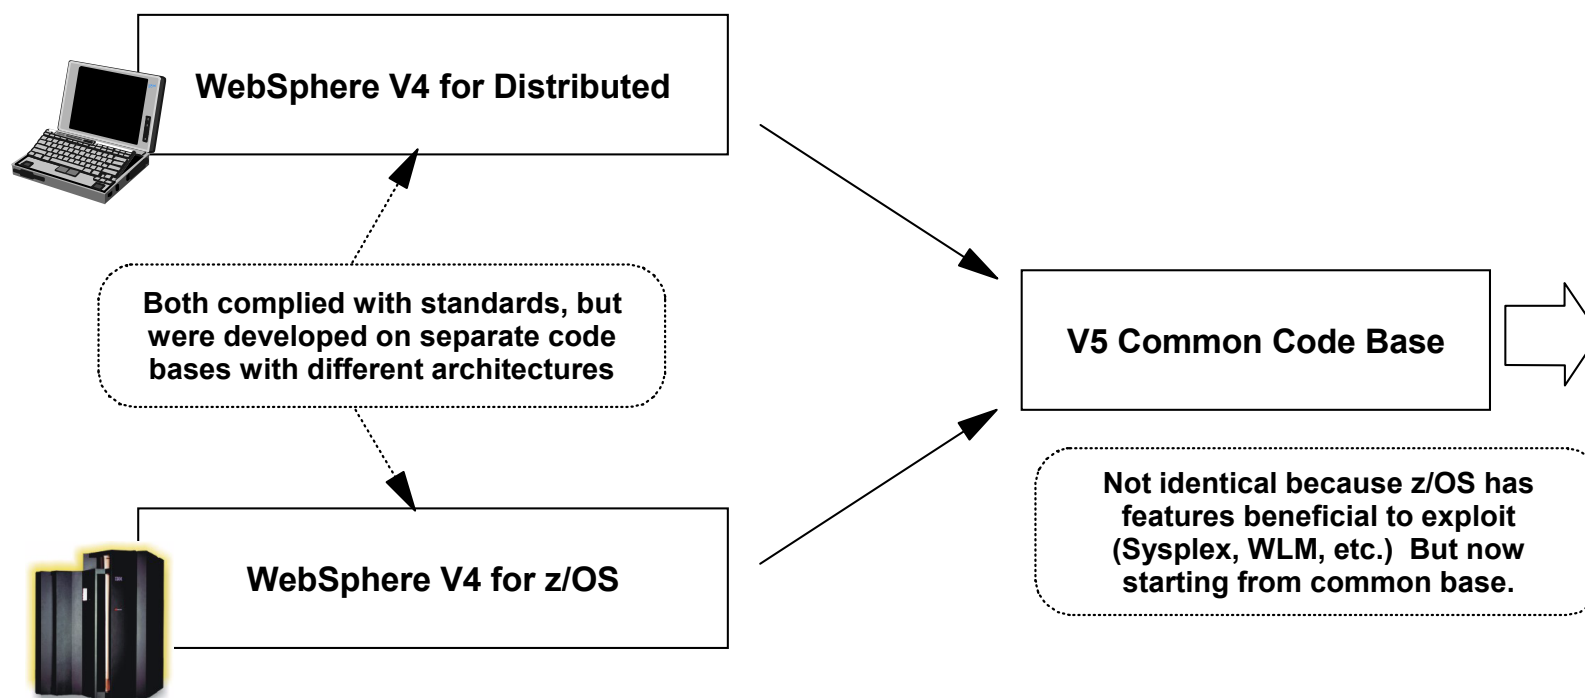 WebSphere V4 for Distributed
Both complied with standards, but
were developed on separate code
bases with different architectures
WebSphere V4 for z/OS
V5 Common Code Base
Not identical because z/OS has
features beneficial to exploit
(Sysplex, WLM, etc.)  But now
starting from common base.